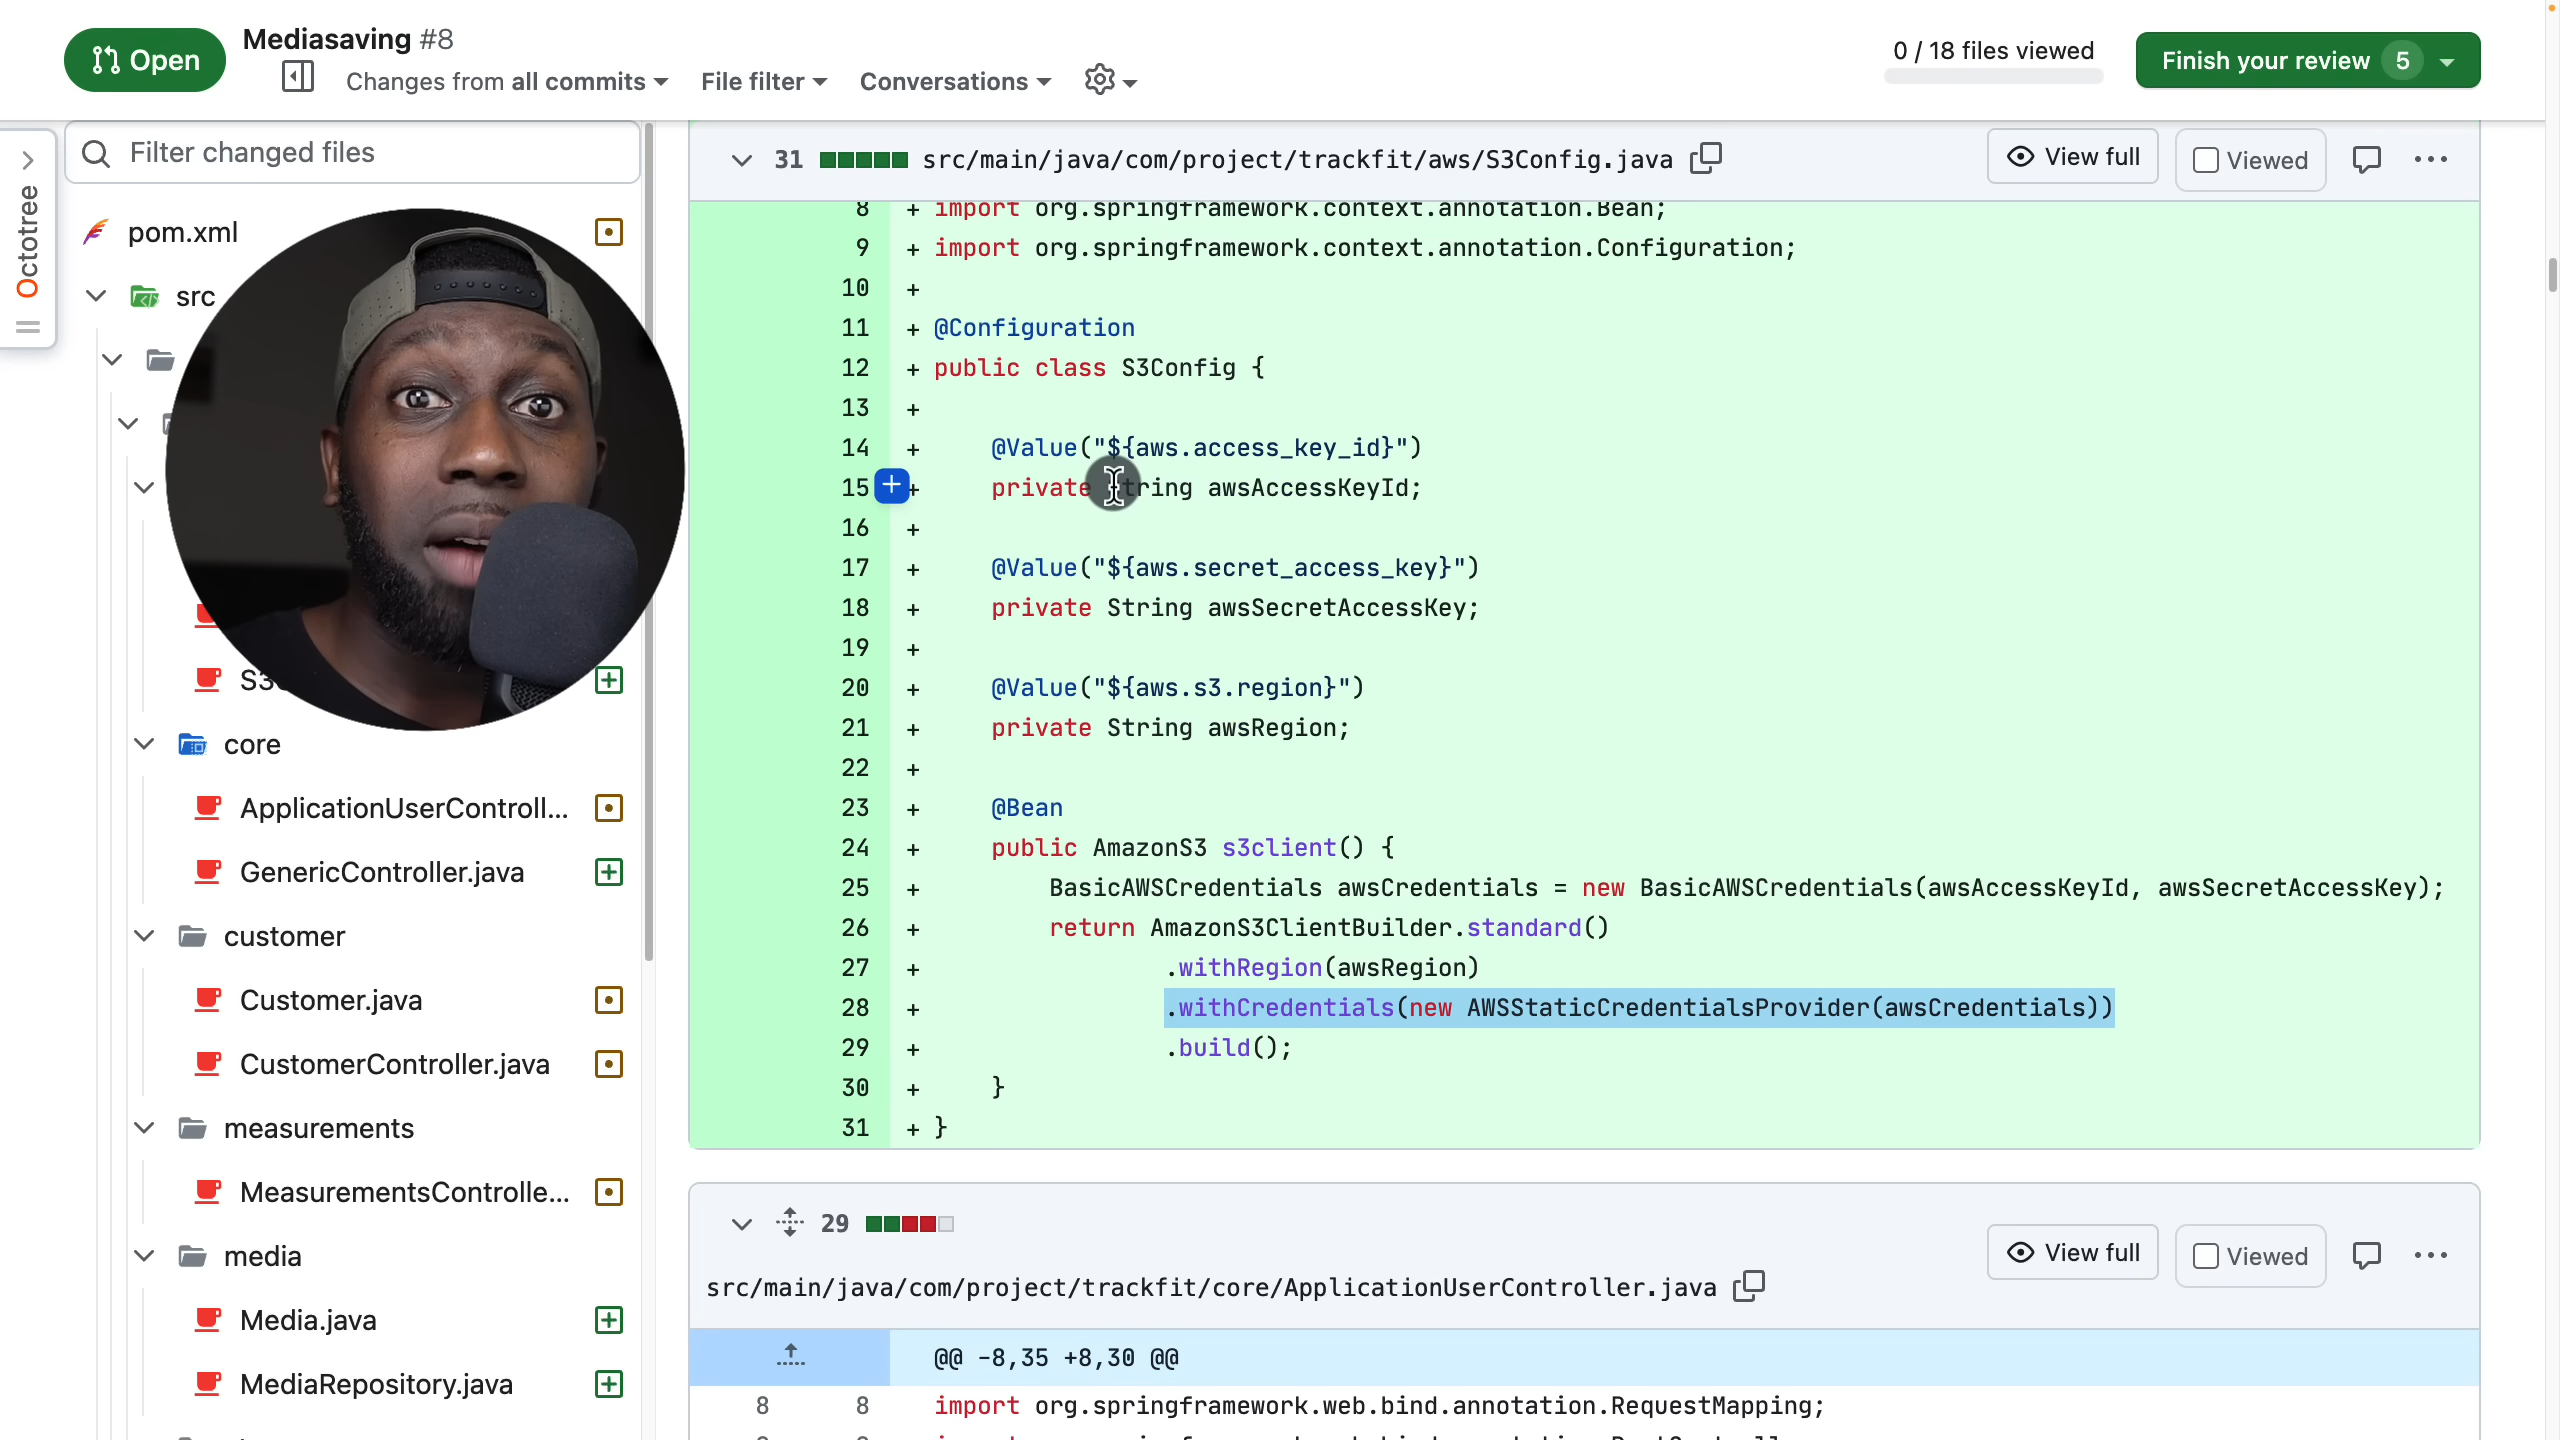 Open
Mediasaving #8
Changes from all commits
File filter
Conversations
0 / 18 files viewed
Finish your review 5
Octotree
Filter changed files
pom.xml
src
core
ApplicationUserControll...
GenericController.java
customer
Customer.java
CustomerController.java
measurements
MeasurementsControlle...
media
Media.java
MediaRepository.java
31 src/main/java/com/project/trackfit/aws/S3Config.java
View full
Viewed
8 + import org.springframework.context.annotation.Bean;
9 + import org.springframework.context.annotation.Configuration;
10 +
11 + @Configuration
12 + public class S3Config {
13 +
14 + @Value("${aws.access_key_id}")
15 + private String awsAccessKeyId;
16 +
17 + @Value("${aws.secret_access_key}")
18 + private String awsSecretAccessKey;
19 +
20 + @Value("${aws.s3.region}")
21 + private String awsRegion;
22 +
23 + @Bean
24 + public AmazonS3 s3client() {
25 + BasicAWSCredentials awsCredentials = new BasicAWSCredentials(awsAccessKeyId, awsSecretAccessKey);
26 + return AmazonS3ClientBuilder.standard()
27 + .withRegion(awsRegion)
28 + .withCredentials(new AWSStaticCredentialsProvider(awsCredentials))
29 + .build();
30 + }
31 + }
29
View full
Viewed
src/main/java/com/project/trackfit/core/ApplicationUserController.java
@@ -8,35 +8,30 @@
8 8 import org.springframework.web.bind.annotation.RequestMapping;